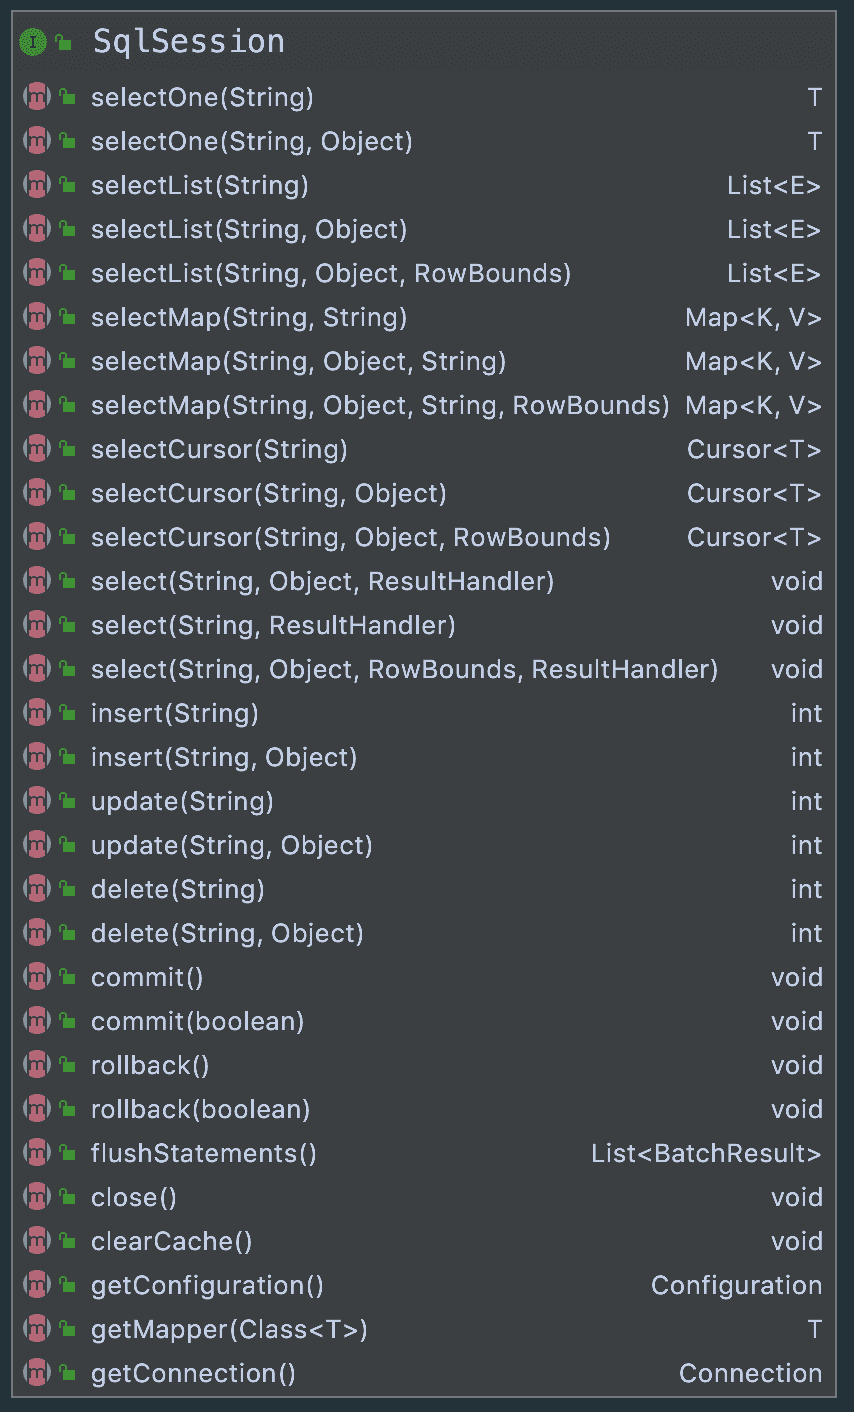 SqlSession
selectOne(String) T
selectOne(String, Object) T
selectList(String) List<E>
selectList(String, Object) List<E>
selectList(String, Object, RowBounds) List<E>
selectMap(String, String) Map<K, V>
selectMap(String, Object, String) Map<K, V>
selectMap(String, Object, String, RowBounds) Map<K, V>
selectCursor(String) Cursor<T>
selectCursor(String, Object) Cursor<T>
selectCursor(String, Object, RowBounds) Cursor<T>
select(String, Object, ResultHandler) void
select(String, ResultHandler) void
select(String, Object, RowBounds, ResultHandler) void
insert(String) int
insert(String, Object) int
update(String) int
update(String, Object) int
delete(String) int
delete(String, Object) int
commit() void
commit(boolean) void
rollback() void
rollback(boolean) void
flushStatements() List<BatchResult>
close() void
clearCache() void
getConfiguration() Configuration
getMapper(Class<T>) T
getConnection() Connection